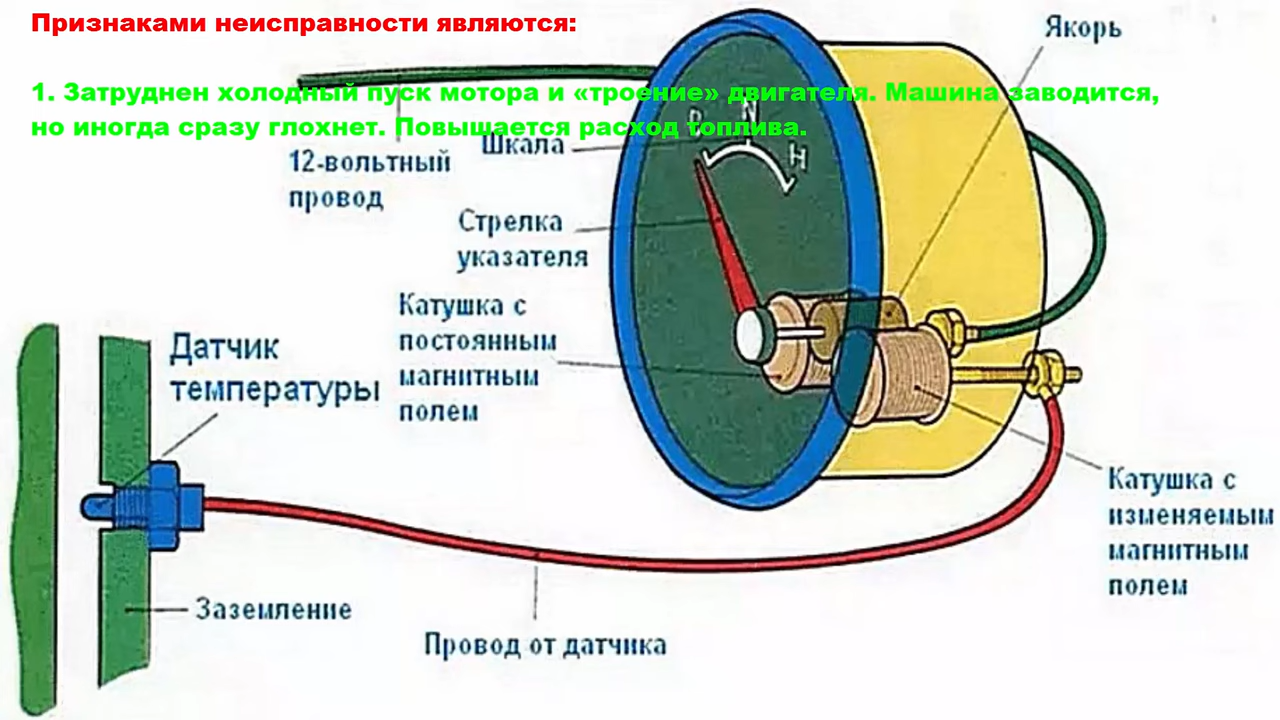 Признаками неисправности являются:
1. Затруднен холодный пуск мотора и «троение» двигателя. Машина заводится,
но иногда сразу глохнет. Повышается расход топлива.
Якорь
12-вольтный
провод
Шкала
P N H
Стрелка
указателя
Катушка с
постоянным
магнитным
полем
Датчик
температуры
Катушка с
изменяемым
магнитным
полем
Заземление
Провод от датчика